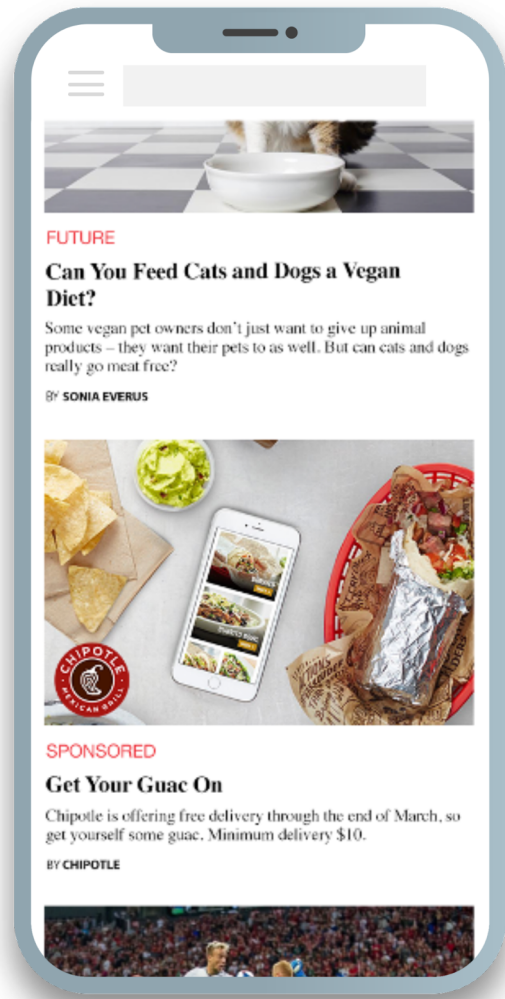 FUTURE
Can You Feed Cats and Dogs a Vegan
Diet?
Some vegan pet owners don't just want to give up animal
products – they want their pets to as well. But can cats and dogs
really go meat free?
BY SONIA EVERUS
CHIPOTLE
MEXICAN GRILL
SPONSORED
Get Your Guac On
Chipotle is offering free delivery through the end of March, so
get yourself some guac. Minimum delivery $10.
BY CHIPOTLE